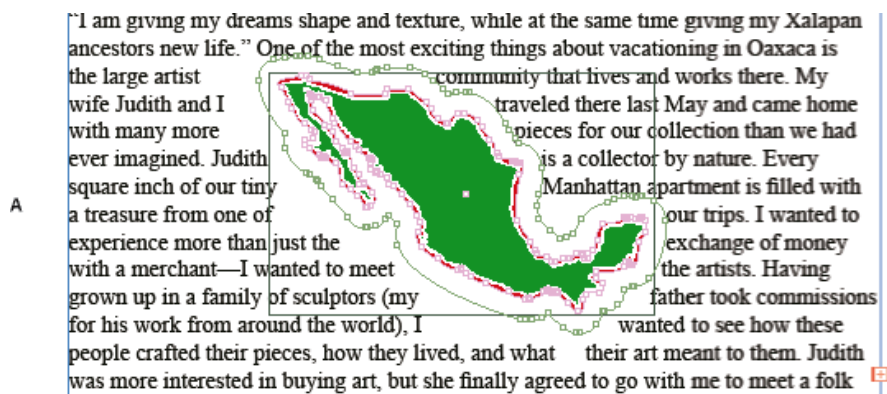 “I am giving my dreams shape and texture, while at the same time giving my Xalapan
ancestors new life.” One of the most exciting things about vacationing in Oaxaca is
the large artist community that lives and works there. My
wife Judith and I traveled there last May and came home
with many more pieces for our collection than we had
ever imagined. Judith is a collector by nature. Every
square inch of our tiny Manhattan apartment is filled with
A
a treasure from one of our trips. I wanted to
experience more than just the exchange of money
with a merchant—I wanted to meet the artists. Having
grown up in a family of sculptors (my father took commissions
for his work from around the world), I wanted to see how these
people crafted their pieces, how they lived, and what their art meant to them. Judith
was more interested in buying art, but she finally agreed to go with me to meet a folk